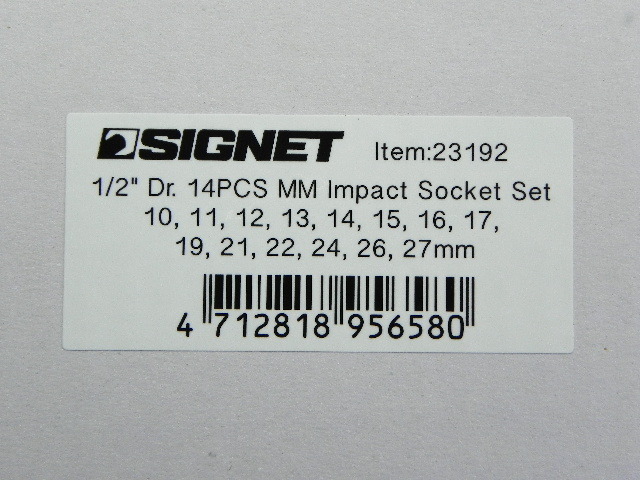 SIGNET Item:23192
1/2" Dr. 14PCS MM Impact Socket Set
10, 11, 12, 13, 14, 15, 16, 17,
19, 21, 22, 24, 26, 27mm
4 712818 956580